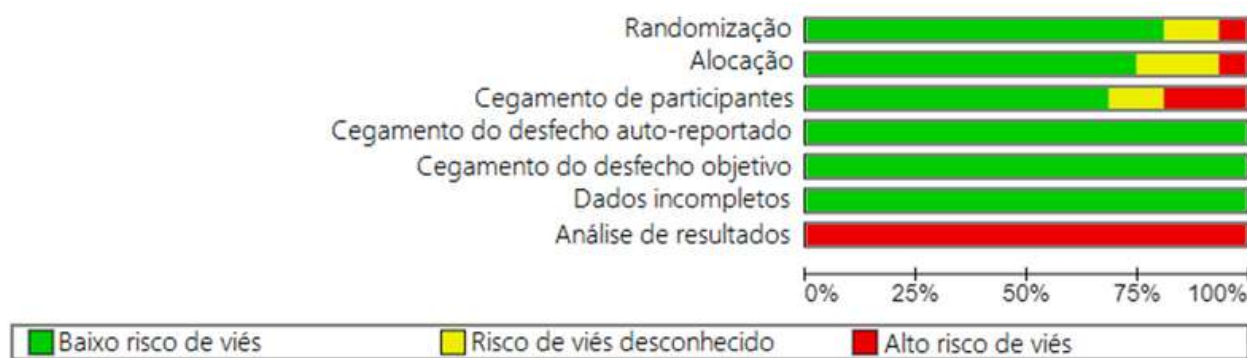 Randomização
Alocação
Cegamento de participantes
Cegamento do desfecho auto-reportado
Cegamento do desfecho objetivo
Dados incompletos
Análise de resultados
0% 25% 50% 75% 100%
Baixo risco de viés Risco de viés desconhecido Alto risco de viés